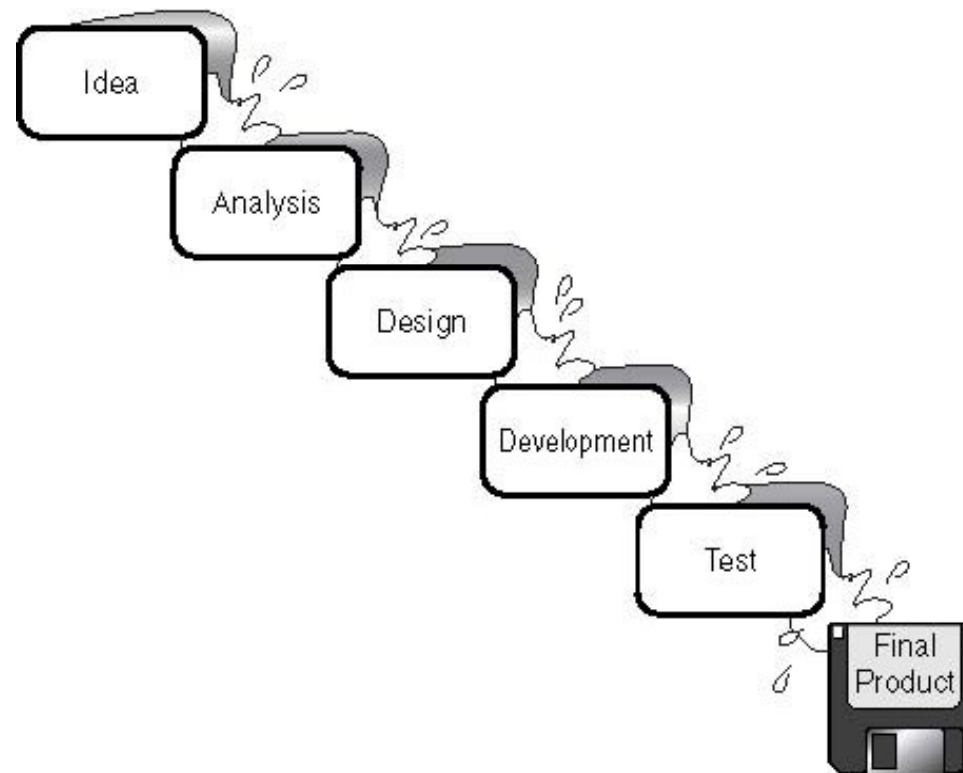 Idea
Analysis
Design
Development
Test
Final
Product